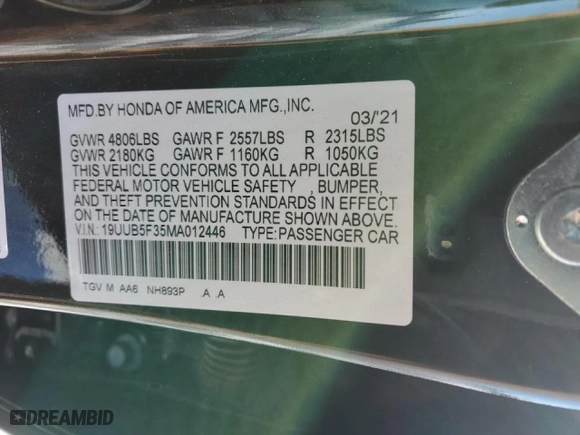 MFD.BY HONDA OF AMERICA MFG.,INC.
03/'21
GVWR 4806LBS GAWR F 2557LBS R 2315LBS
GVWR 2180KG GAWR F 1160KG R 1050KG
THIS VEHICLE CONFORMS TO ALL APPLICABLE
FEDERAL MOTOR VEHICLE SAFETY , BUMPER,
AND THEFT PREVENTION STANDARDS IN EFFECT
ON THE DATE OF MANUFACTURE SHOWN ABOVE.
V.I.N.: 19UUB5F35MA012446 TYPE:PASSENGER CAR
TGV M AA6 NH893P .A .A
DREAMBID